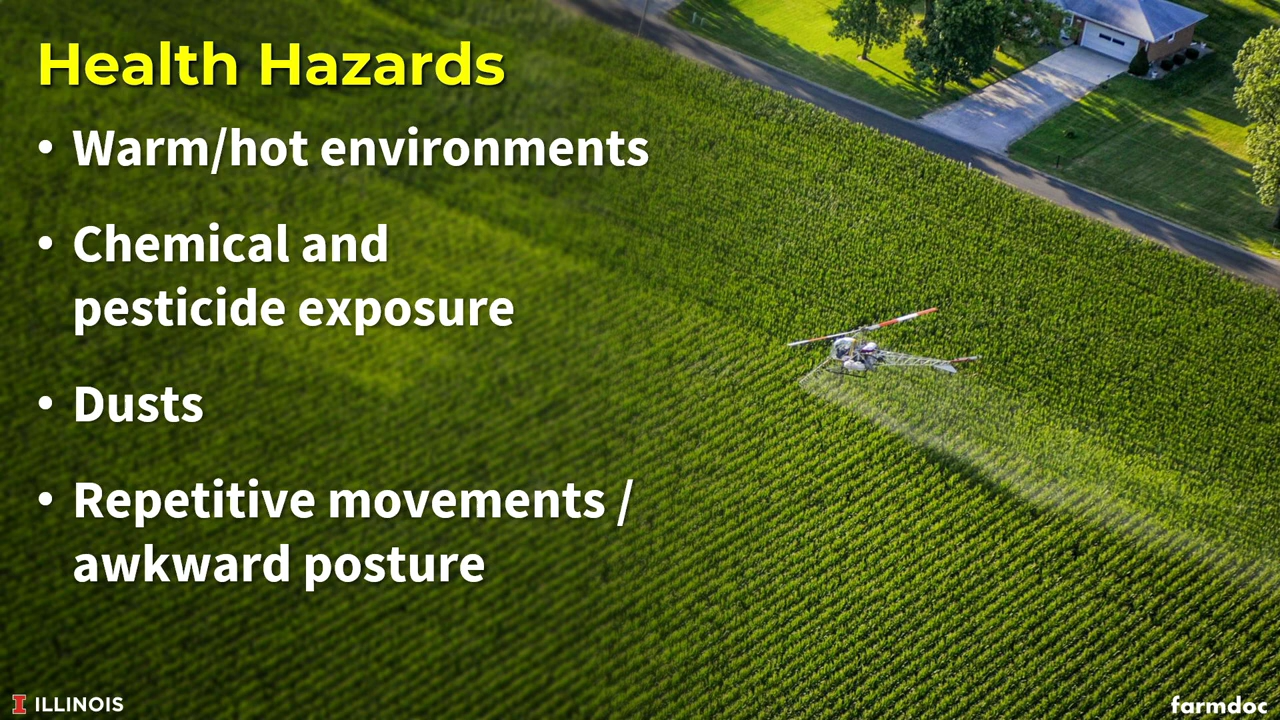 Health Hazards
• Warm/hot environments
• Chemical and
pesticide exposure
• Dusts
• Repetitive movements /
awkward posture
I ILLINOIS
farmdoc